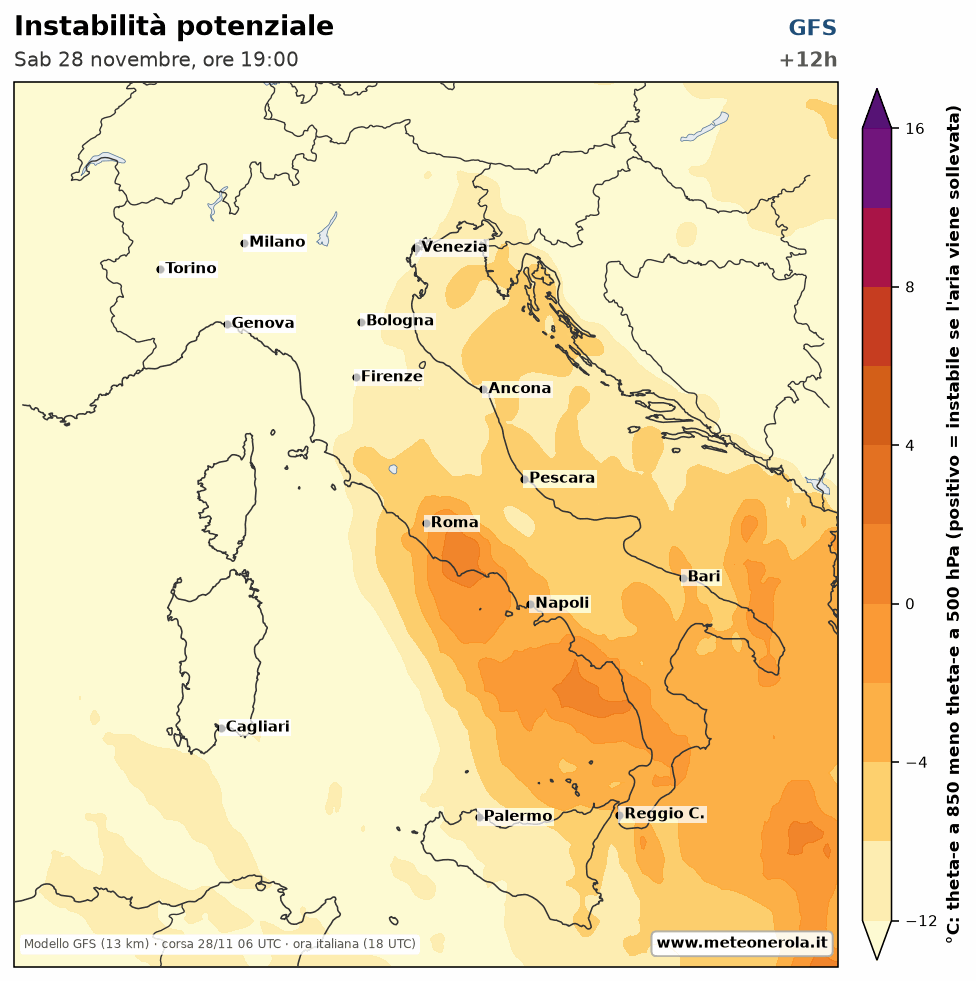 Instabilità potenziale
GFS
Sab 28 novembre, ore 19:00
+12h
Milano
Venezia
Torino
Genova
Bologna
Firenze
Ancona
Pescara
Roma
Bari
Napoli
Cagliari
Palermo
Reggio C.
16
8
4
0
−4
−12
°C: theta-e a 850 meno theta-e a 500 hPa (positivo = instabile se l'aria viene sollevata)
Modello GFS (13 km) · corsa 28/11 06 UTC · ora italiana (18 UTC)
www.meteonerola.it